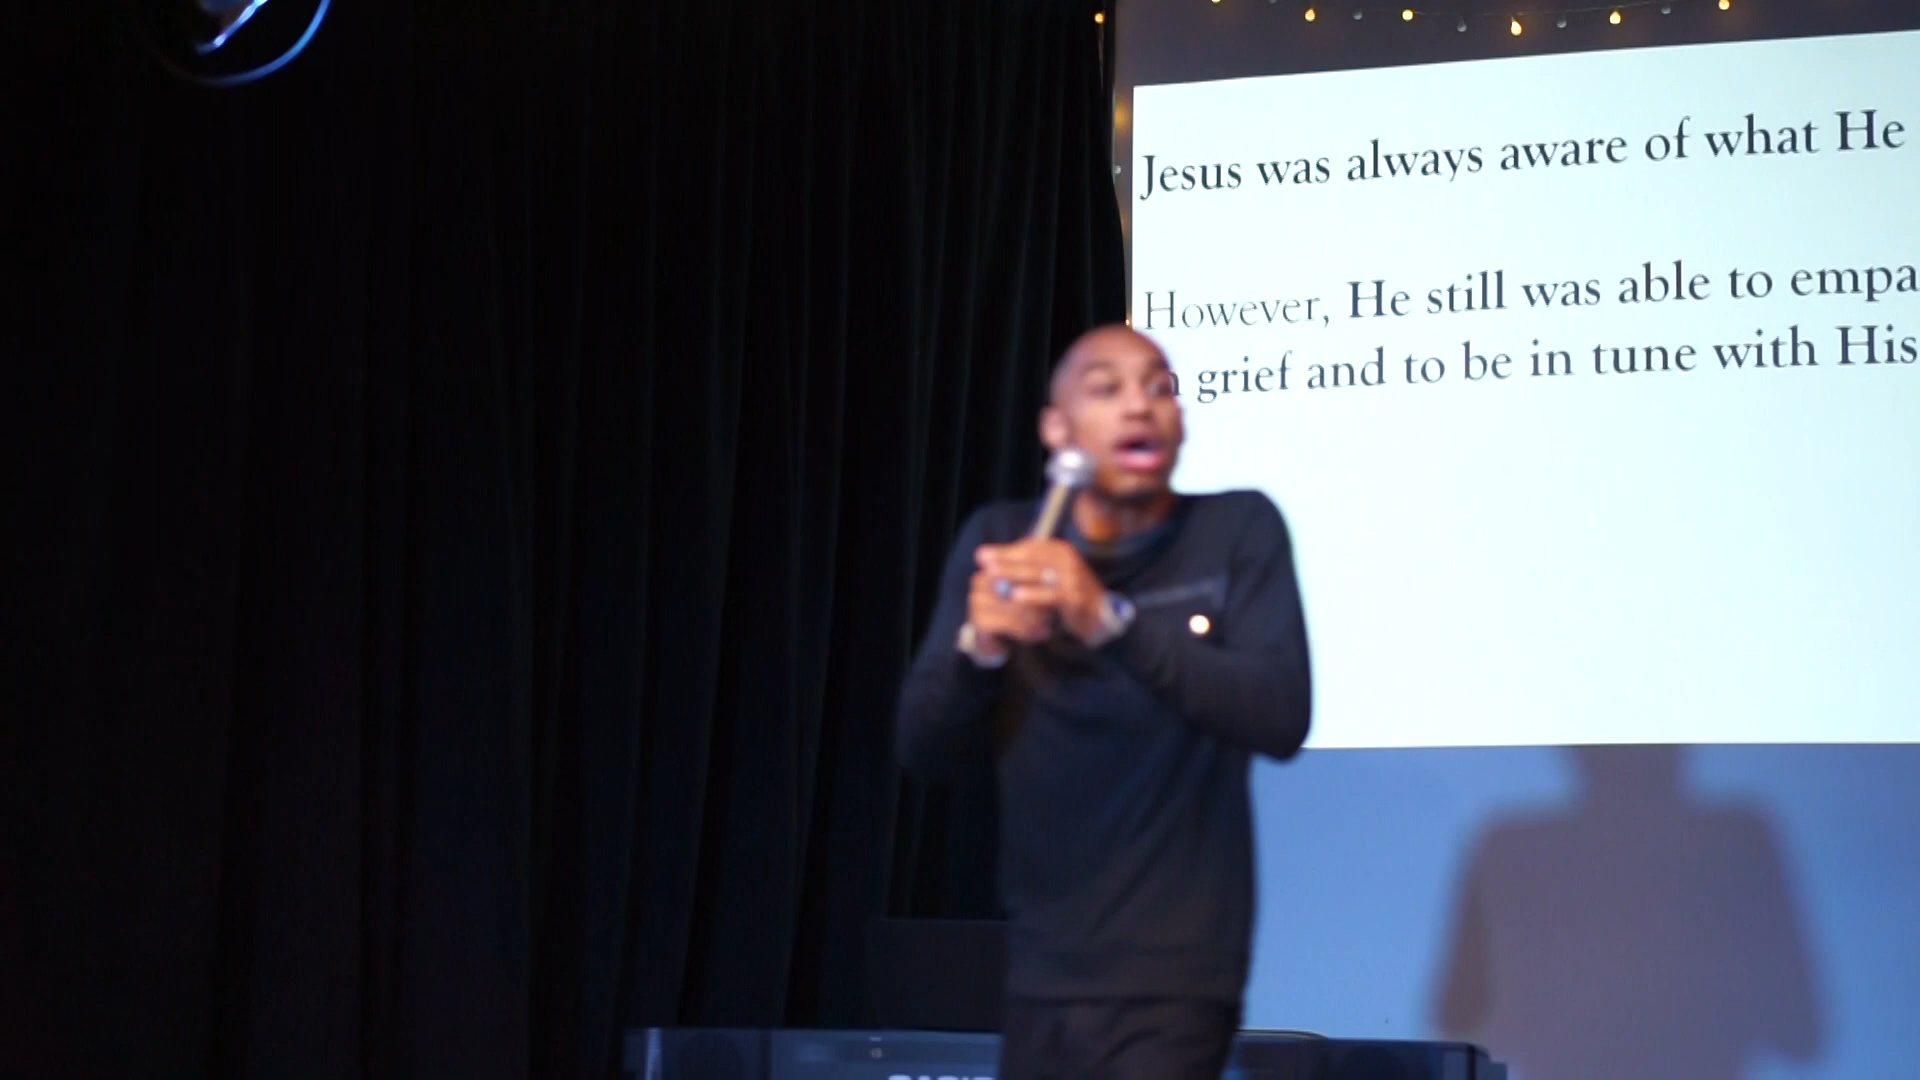 Jesus was always aware of what He
However, He still was able to empa
grief and to be in tune with His